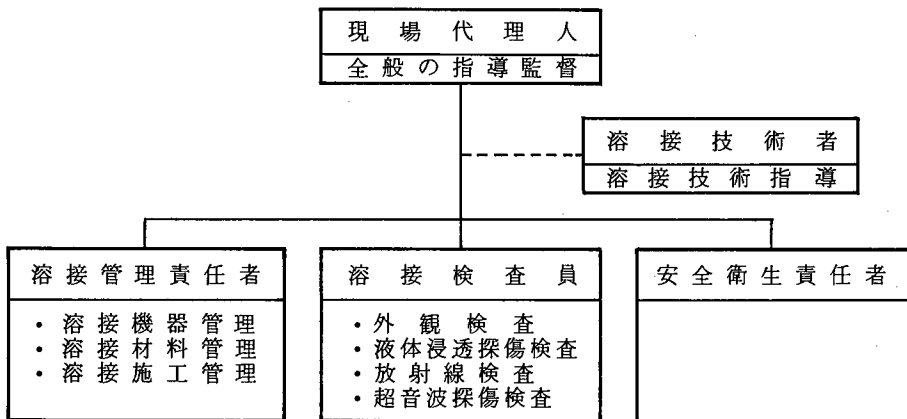 現場代理人
全般の指導監督
溶接技術者
溶接技術指導
溶接管理責任者
・溶接機器管理
・溶接材料管理
・溶接施工管理
溶接検査員
・外観検査
・液体浸透探傷検査
・放射線検査
・超音波探傷検査
安全衛生責任者